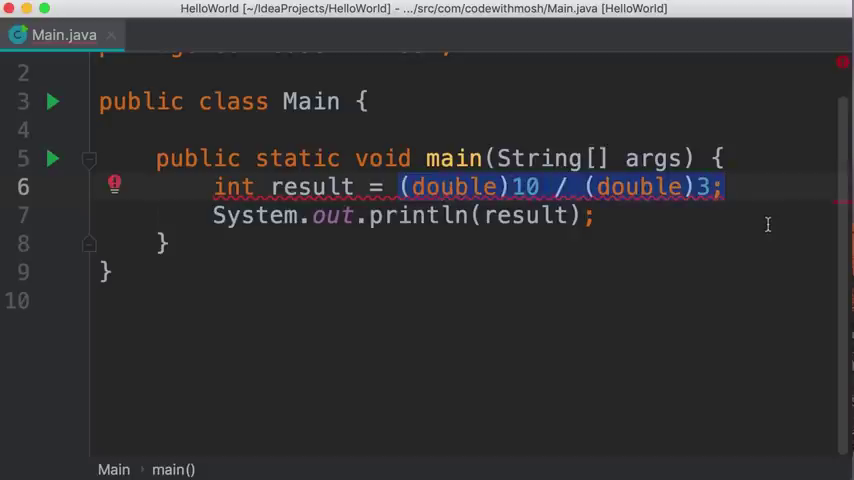 HelloWorld [~/IdeaProjects/HelloWorld] - .../src/com/codewithmosh/Main.java [HelloWorld]
Main.java
2
3 public class Main {
4
5 public static void main(String[] args) {
6 int result = (double)10 / (double)3;
7 System.out.println(result);
8 }
9 }
10
Main › main()